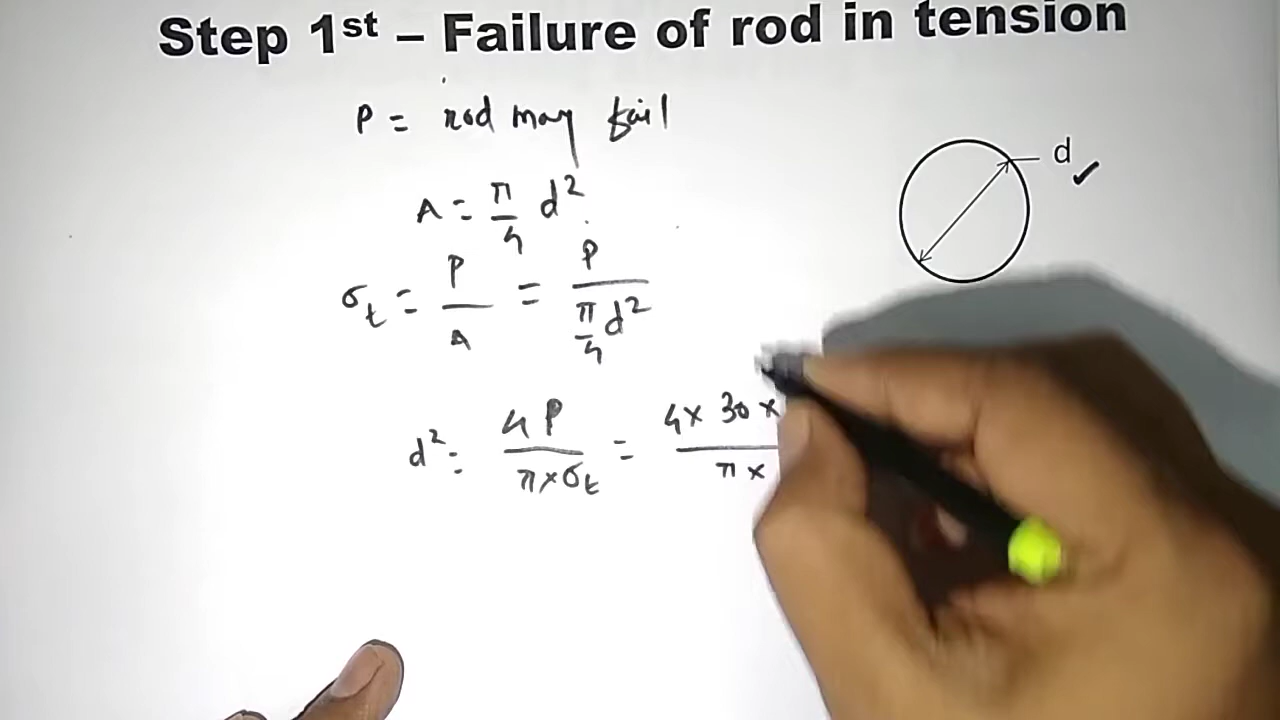 Step 1st – Failure of rod in tension
P = rod may fail
d
A = π/4 d²
σt = P/A = P/(π/4 d²)
d² = 4P/(π×σt) = 4× 30 ×/(π ×